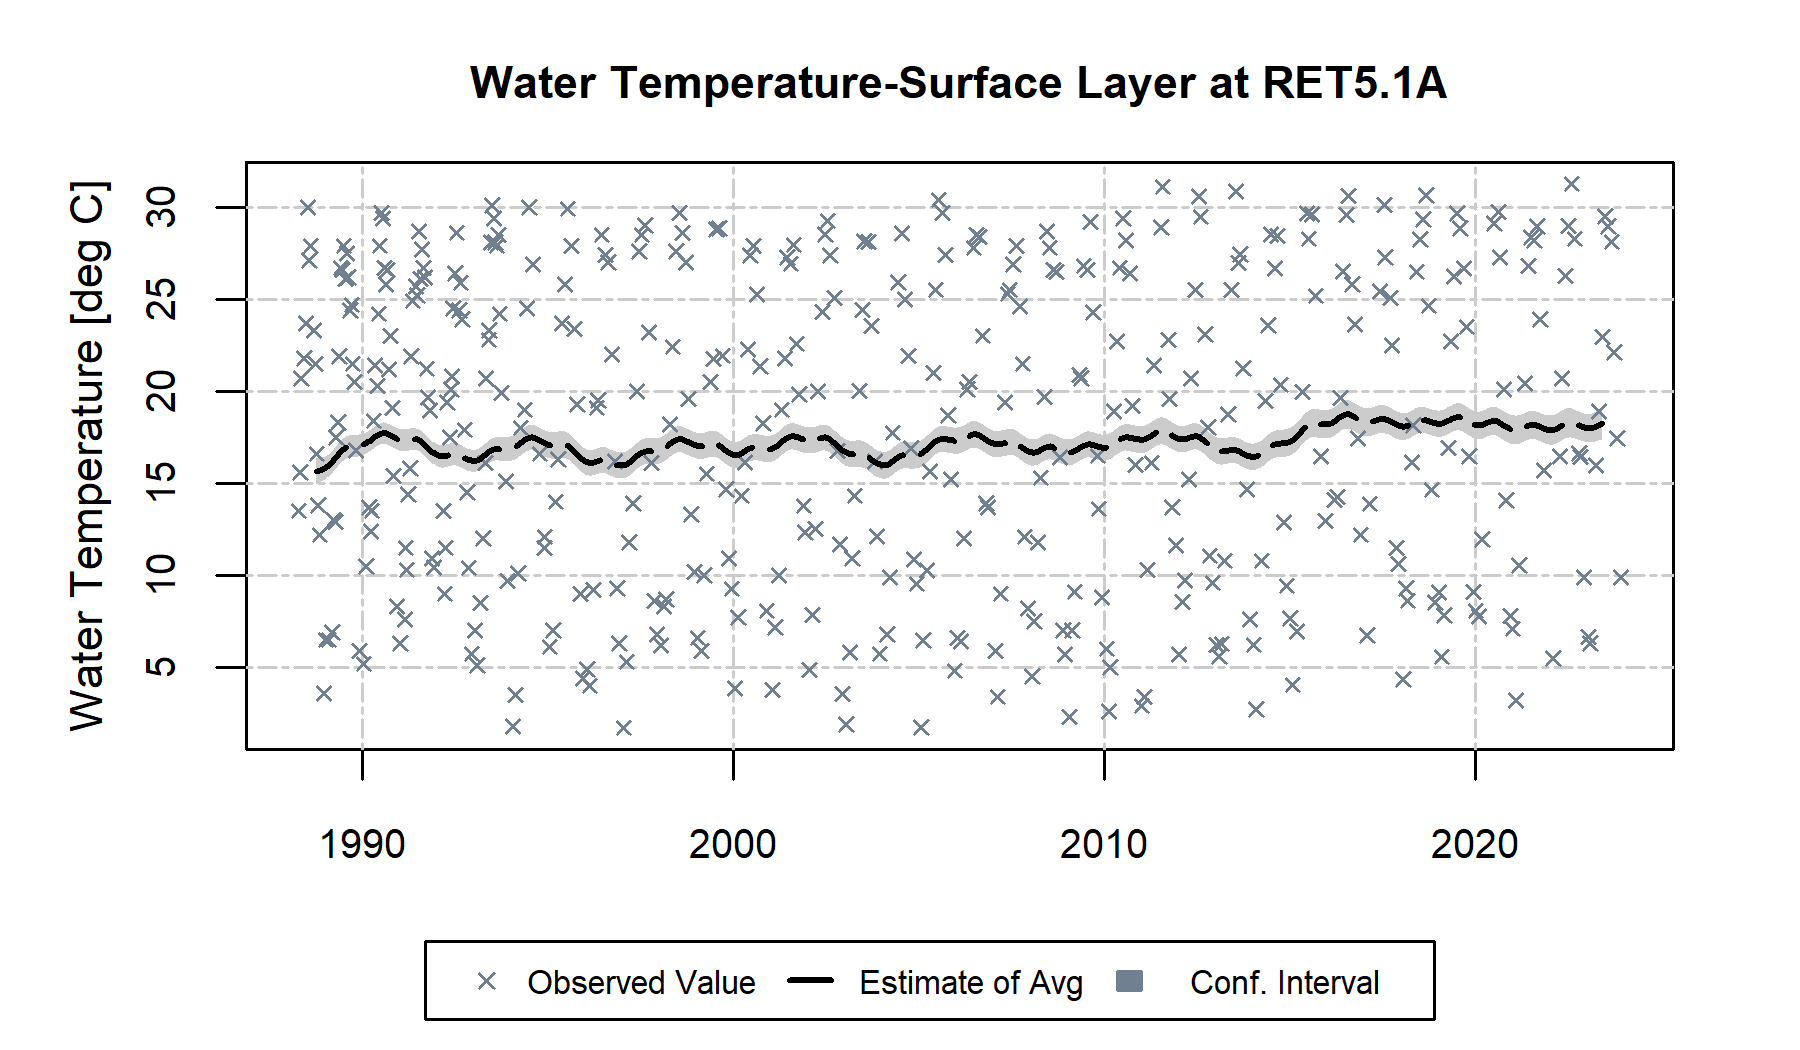 Water Temperature-Surface Layer at RET5.1A
Water Temperature [deg C]
30
25
20
15
10
5
1990 2000 2010 2020
Observed Value Estimate of Avg Conf. Interval